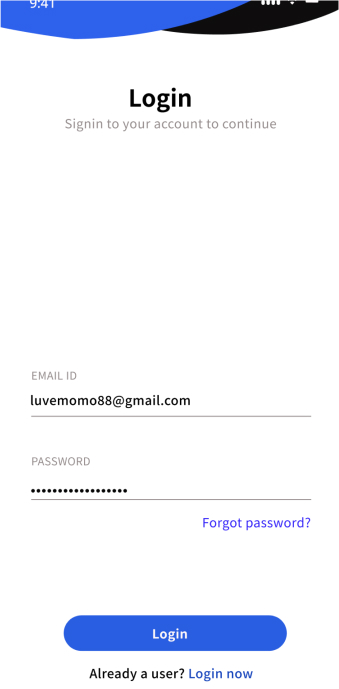 9:41
Login
Signin to your account to continue
EMAIL ID
luvemomo88@gmail.com
PASSWORD
••••••••••••••••••
Forgot password?
Login
Already a user? Login now